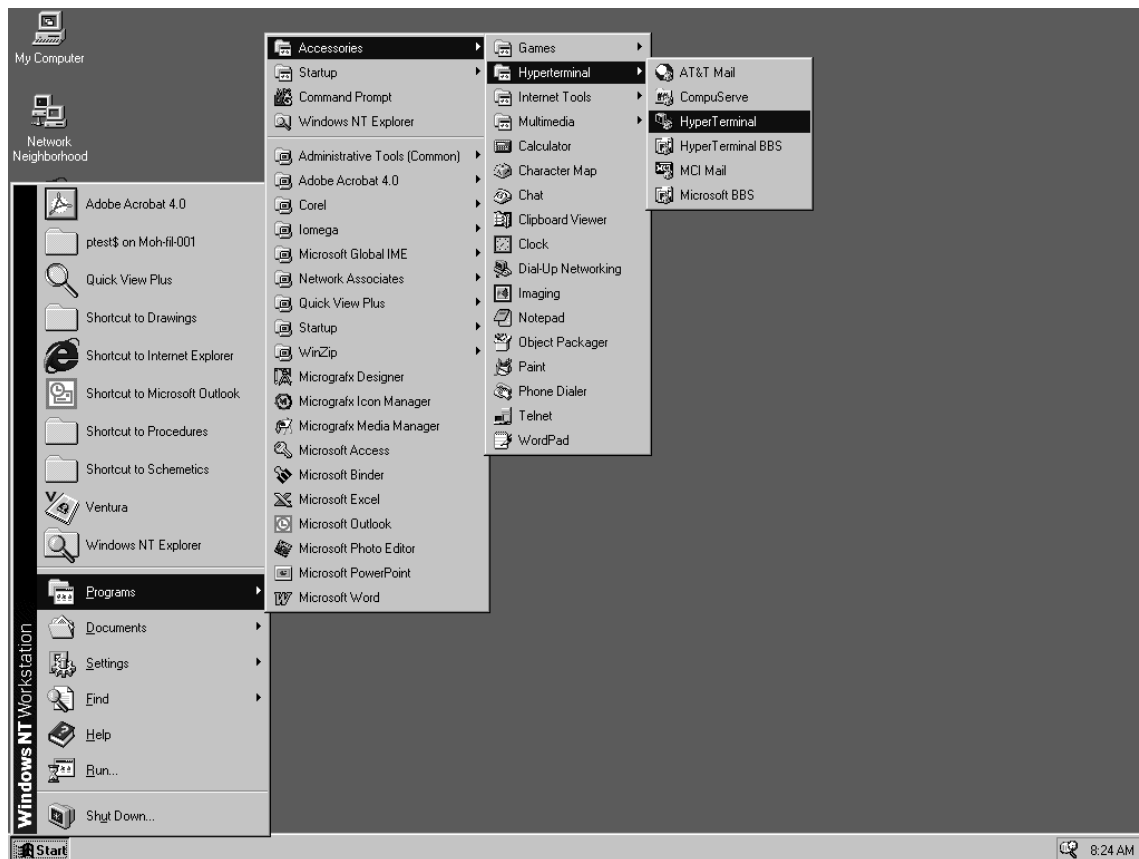 My Computer
Network
Neighborhood
Adobe Acrobat 4.0
ptest$ on Moh-fil-001
Quick View Plus
Shortcut to Drawings
Shortcut to Internet Explorer
Shortcut to Microsoft Outlook
Shortcut to Procedures
Shortcut to Schemetics
Ventura
Windows NT Explorer
Programs
Documents
Settings
Find
Help
Run...
Shut Down...
Windows NT Workstation
Accessories
Startup
Command Prompt
Windows NT Explorer
Administrative Tools (Common)
Adobe Acrobat 4.0
Corel
Iomega
Microsoft Global IME
Network Associates
Quick View Plus
Startup
WinZip
Micrografx Designer
Micrografx Icon Manager
Micrografx Media Manager
Microsoft Access
Microsoft Binder
Microsoft Excel
Microsoft Outlook
Microsoft Photo Editor
Microsoft PowerPoint
Microsoft Word
Games
Hyperterminal
Internet Tools
Multimedia
Calculator
Character Map
Chat
Clipboard Viewer
Clock
Dial-Up Networking
Imaging
Notepad
Object Packager
Paint
Phone Dialer
Telnet
WordPad
AT&T Mail
CompuServe
HyperTerminal
HyperTerminal BBS
MCI Mail
Microsoft BBS
Start
8:24 AM